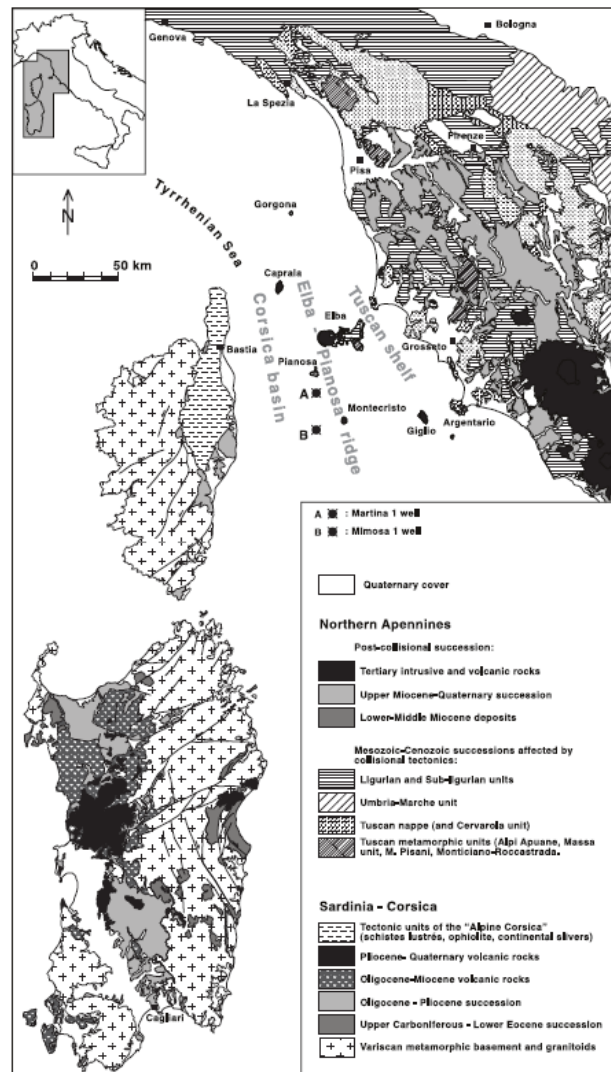 Genova
Bologna
La Spezia
Firenze
Pisa
Tyrrhenian Sea
N
Gorgona
0 50 km
Capraia
Elba
Corsica basin
Elba - Pianosa ridge
Tuscan shelf
Grosseto
Bastia
Pianosa
A
Montecristo
Argentario
B
Giglio
A : Martina 1 well
B : Mimosa 1 well
Quaternary cover
Northern Apennines
Post-collisional succession:
Tertiary intrusive and volcanic rocks
Upper Miocene-Quaternary succession
Lower-Middle Miocene deposits
Mesozoic-Cenozoic successions affected by
collisional tectonics:
Ligurian and Sub-ligurian units
Umbria-Marche unit
Tuscan nappe (and Cervarola unit)
Tuscan metamorphic units (Alpi Apuane, Massa
unit, M. Pisani, Monticiano-Roccastrada.
Sardinia - Corsica
Tectonic units of the "Alpine Corsica"
(schistes lustrés, ophiolite, continental slivers)
Pliocene- Quaternary volcanic rocks
Oligocene-Miocene volcanic rocks
Oligocene - Pliocene succession
Upper Carboniferous - Lower Eocene succession
Variscan metamorphic basement and granitoids
Cagliari